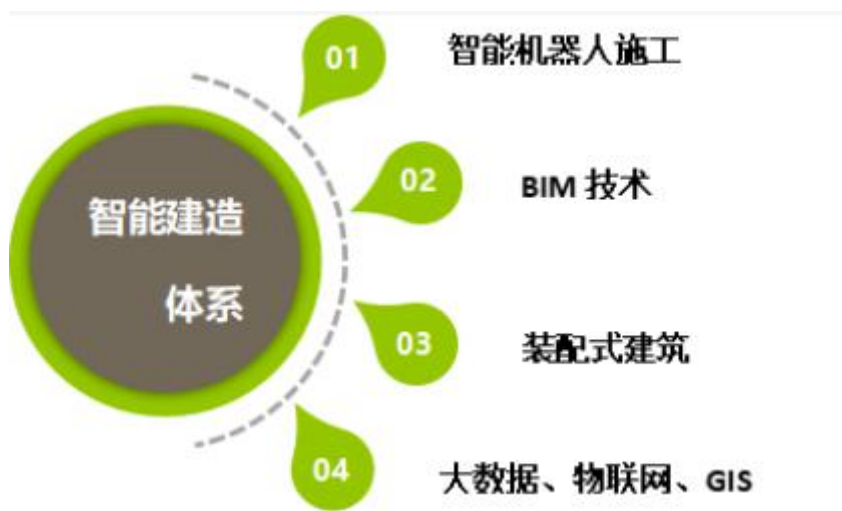 01
智能机器人施工
02
BIM 技术
智能建造
体系
03
装配式建筑
04
大数据、物联网、GIS